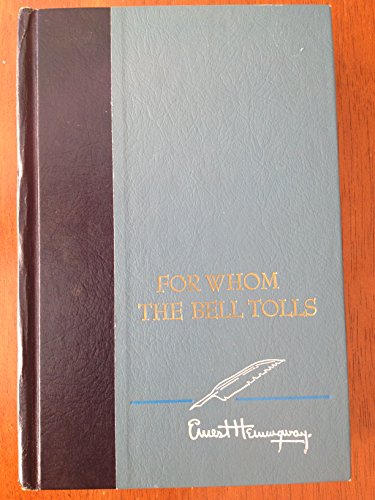 FOR WHOM
THE BELL TOLLS
Ernest Hemingway.